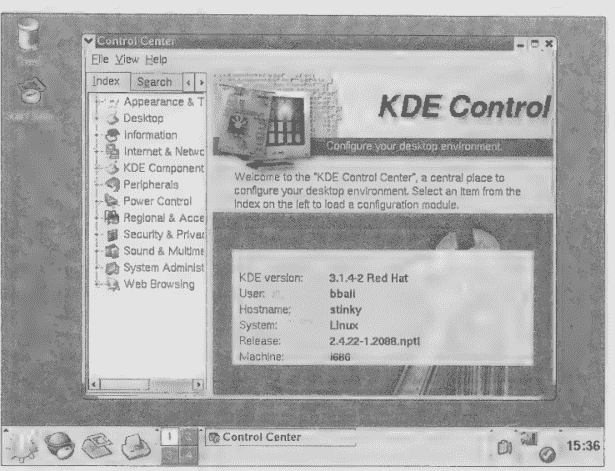 Control Center
File View Help
Index Search
KDE Control
Configure your desktop environment.
Appearance & T
Desktop
Information
Internet & Netwo
KDE Component
Peripherals
Power Control
Regional & Acce
Security & Privac
Sound & Multime
System Administ
Web Browsing
Welcome to the "KDE Control Center", a central place to
configure your desktop environment. Select an item from the
index on the left to load a configuration module.
KDE version: 3.1.4-2 Red Hat
User: bball
Hostname: stinky
System: Linux
Release: 2.4.22-1.2088.nptl
Machine: i686
1 2
3 4
Control Center
15:36